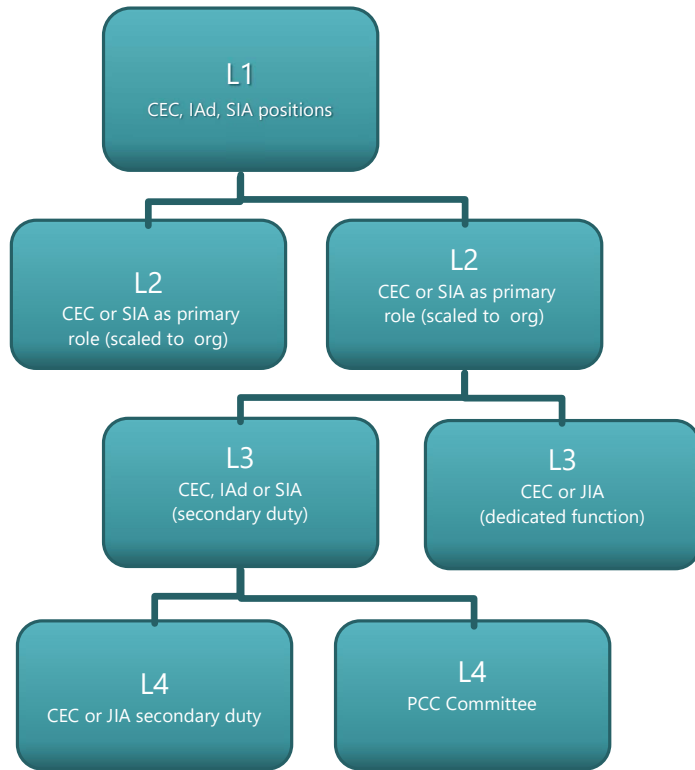 L1
CEC, IAd, SIA positions
L2
CEC or SIA as primary
role (scaled to  org)
L2
CEC or SIA as primary
role (scaled to  org)
L3
CEC, IAd or SIA
(secondary duty)
L3
CEC or JIA
(dedicated function)
L4
CEC or JIA secondary duty
L4
PCC Committee